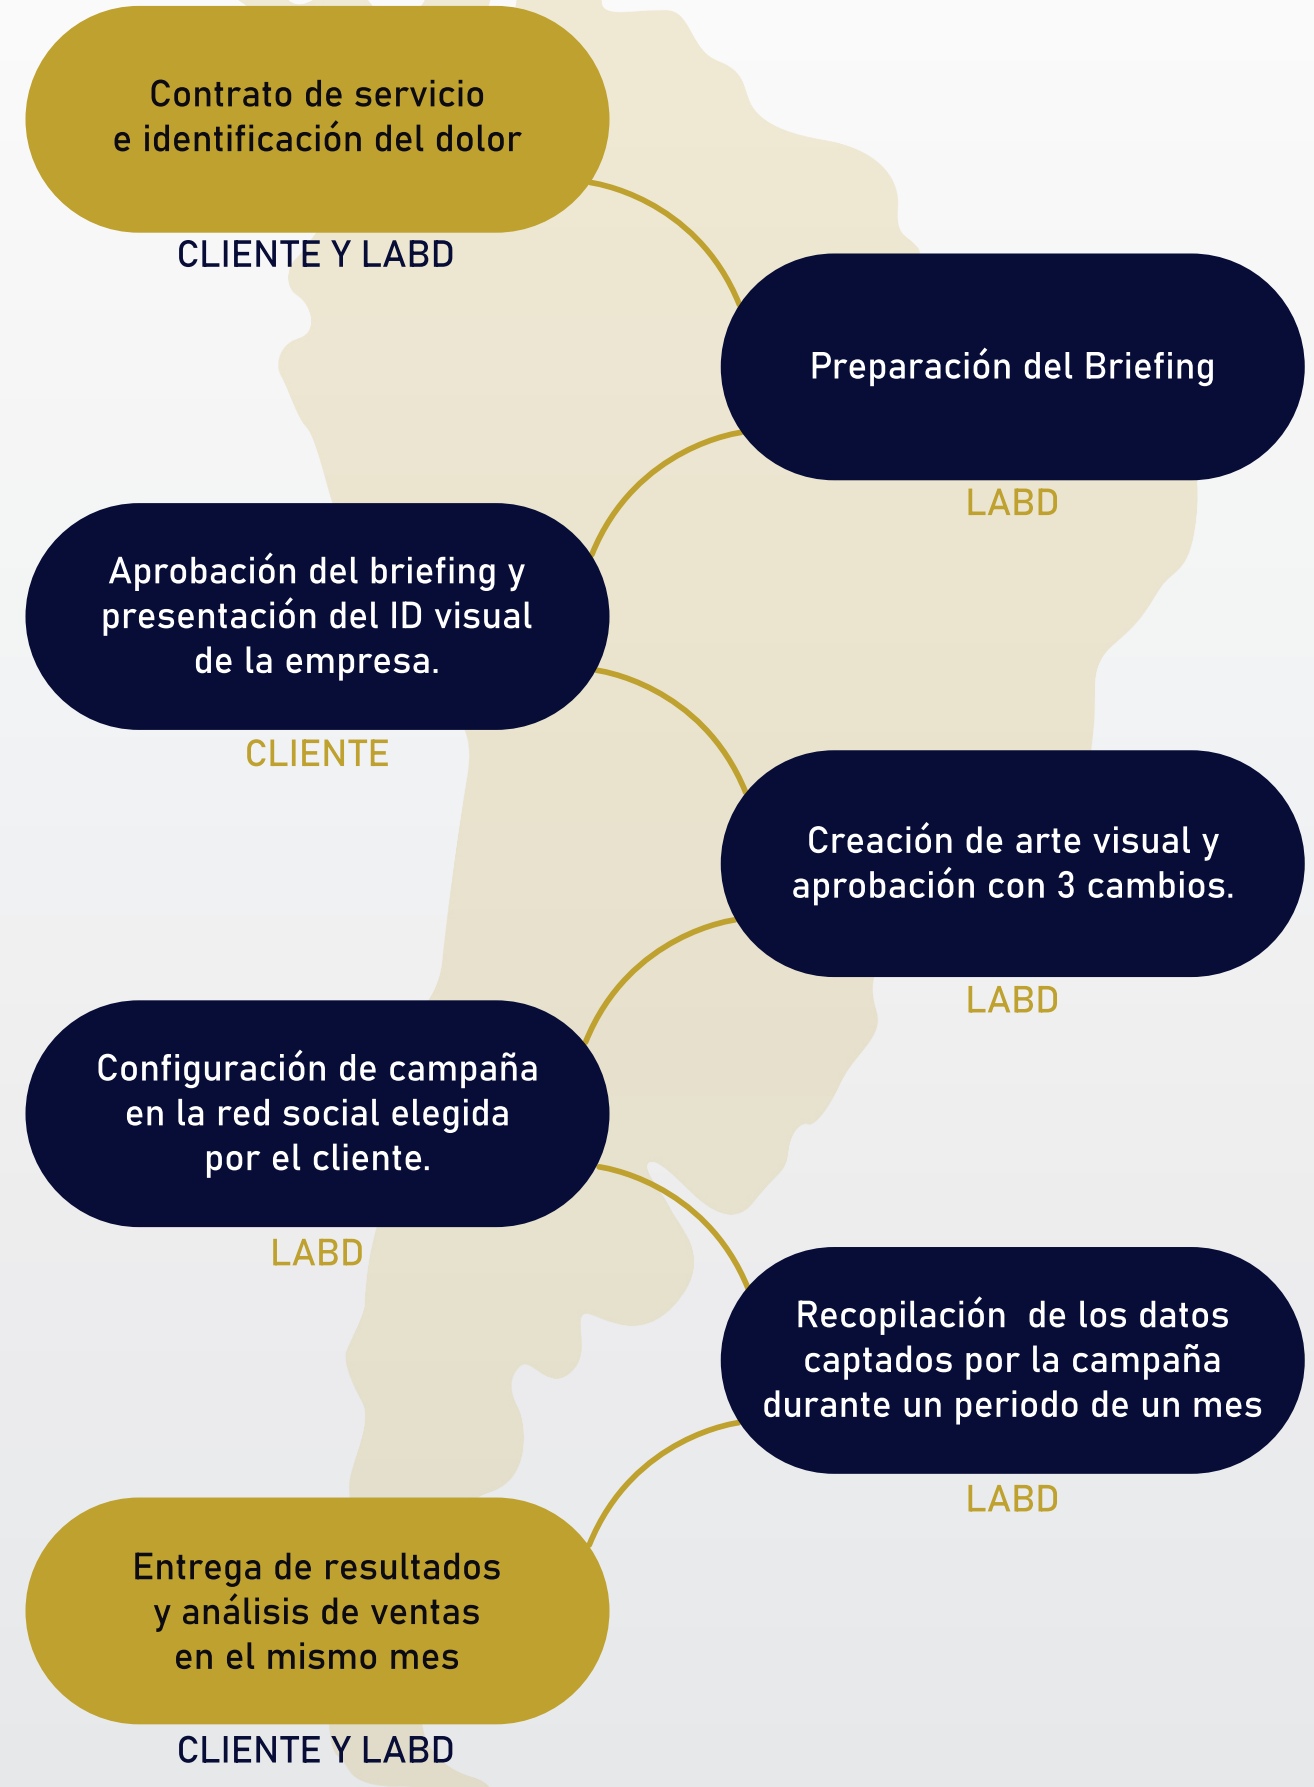 Contrato de servicio
e identificación del dolor
CLIENTE Y LABD
Preparación del Briefing
LABD
Aprobación del briefing y
presentación del ID visual
de la empresa.
CLIENTE
Creación de arte visual y
aprobación con 3 cambios.
LABD
Configuración de campaña
en la red social elegida
por el cliente.
LABD
Recopilación  de los datos
captados por la campaña
durante un periodo de un mes
LABD
Entrega de resultados
y análisis de ventas
en el mismo mes
CLIENTE Y LABD